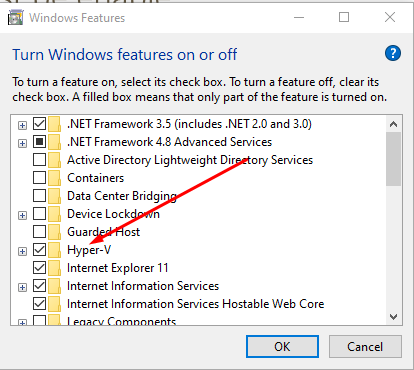 Windows Features
Turn Windows features on or off
To turn a feature on, select its check box. To turn a feature off, clear its
check box. A filled box means that only part of the feature is turned on.
.NET Framework 3.5 (includes .NET 2.0 and 3.0)
.NET Framework 4.8 Advanced Services
Active Directory Lightweight Directory Services
Containers
Data Center Bridging
Device Lockdown
Guarded Host
Hyper-V
Internet Explorer 11
Internet Information Services
Internet Information Services Hostable Web Core
Legacy Components
OK Cancel